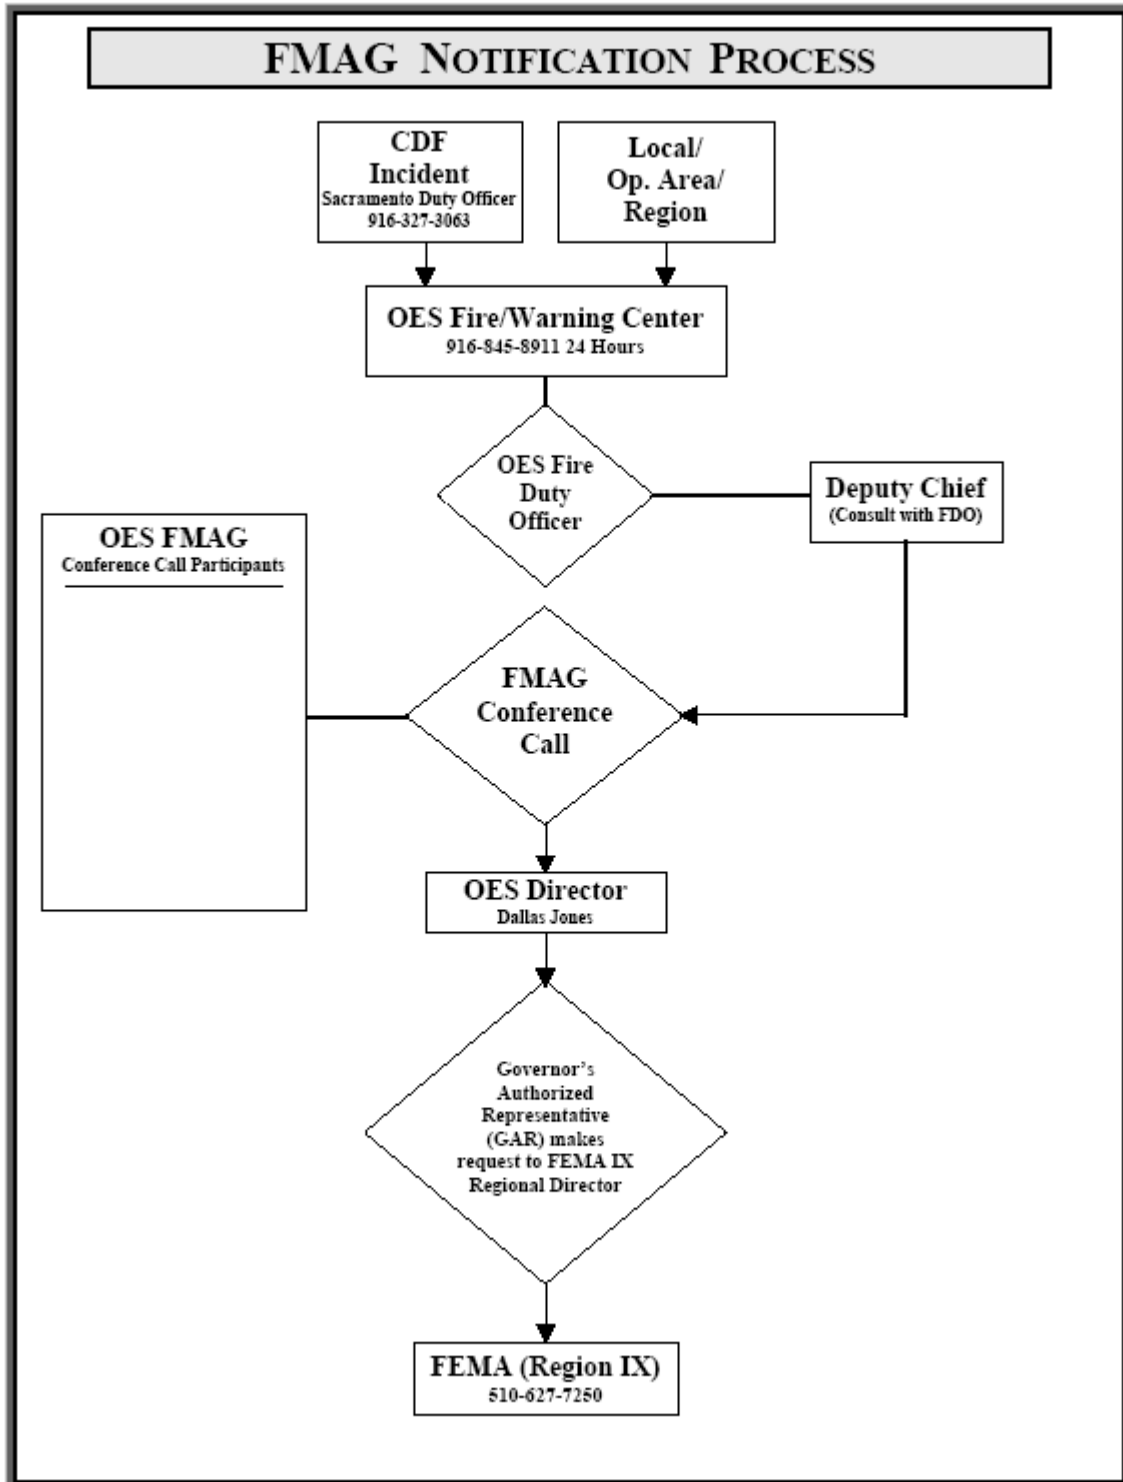 FMAG NOTIFICATION PROCESS
CDF
Incident
Sacramento Duty Officer
916-327-3063
Local/
Op. Area/
Region
OES Fire/Warning Center
916-845-8911 24 Hours
OES Fire
Duty
Officer
Deputy Chief
(Consult with FDO)
OES FMAG
Conference Call Participants
FMAG
Conference
Call
OES Director
Dallas Jones
Governor's
Authorized
Representative
(GAR) makes
request to FEMA IX
Regional Director
FEMA (Region IX)
510-627-7250